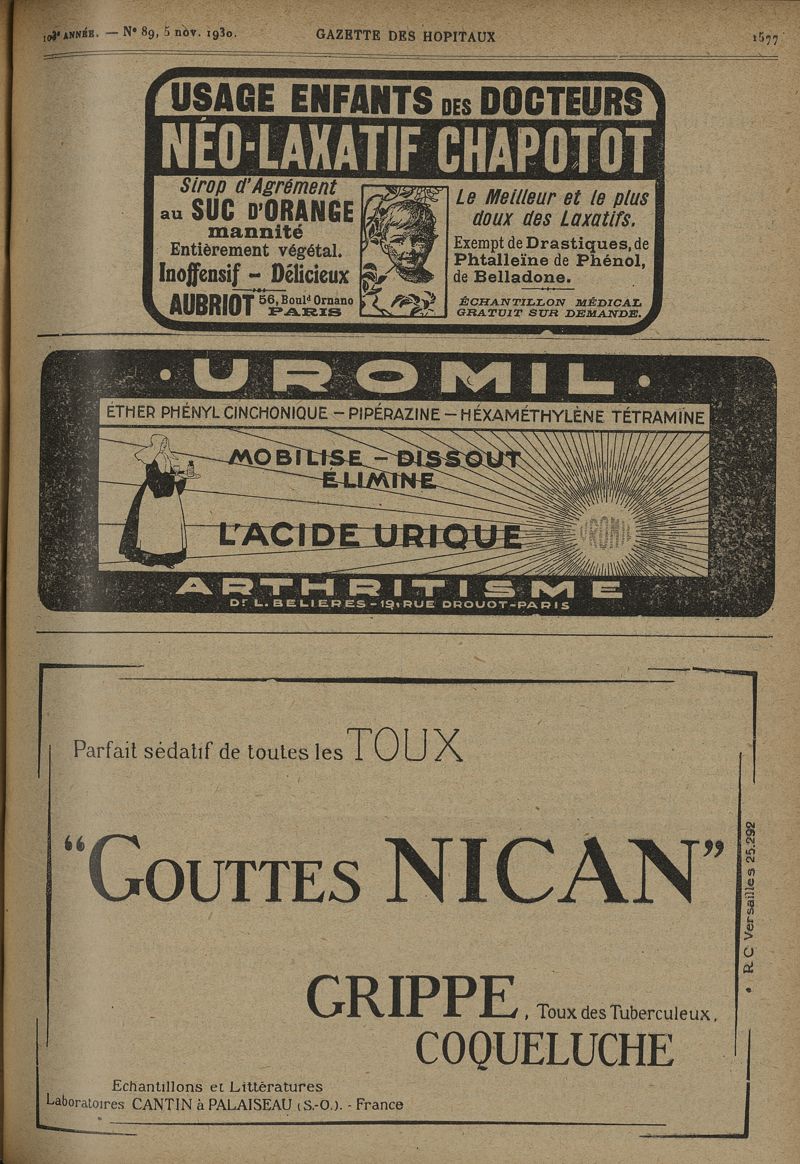 103e ANNÉE. — N° 89, 5 nov. 1930. GAZETTE DES HOPITAUX 1577
USAGE ENFANTS DES DOCTEURS
NÉO-LAXATIF CHAPOTOT
Sirop d'Agrément
au SUC D'ORANGE
mannité
Entièrement végétal.
Inoffensif – Délicieux
AUBRIOT 56, Bould Ornano
PARIS
Le Meilleur et le plus
doux des Laxatifs.
Exempt de Drastiques, de
Phtalleïne de Phénol,
de Belladone.
ÉCHANTILLON MÉDICAL
GRATUIT SUR DEMANDE.
· UROMIL ·
ÉTHER PHÉNYL CINCHONIQUE – PIPÉRAZINE – HÉXAMÉTHYLÈNE TÉTRAMINE
MOBILISE – DISSOUT
ÉLIMINE
L'ACIDE URIQUE
UROMIL
ARTHRITISME
Dr L. BELIERES – 19, RUE DROUOT – PARIS
Parfait sédatif de toutes les TOUX
“GOUTTES NICAN”
GRIPPE, Toux des Tuberculeux,
COQUELUCHE
Echantillons et Littératures
Laboratoires CANTIN à PALAISEAU (S.-O.). - France
• R C Versailles 25.292